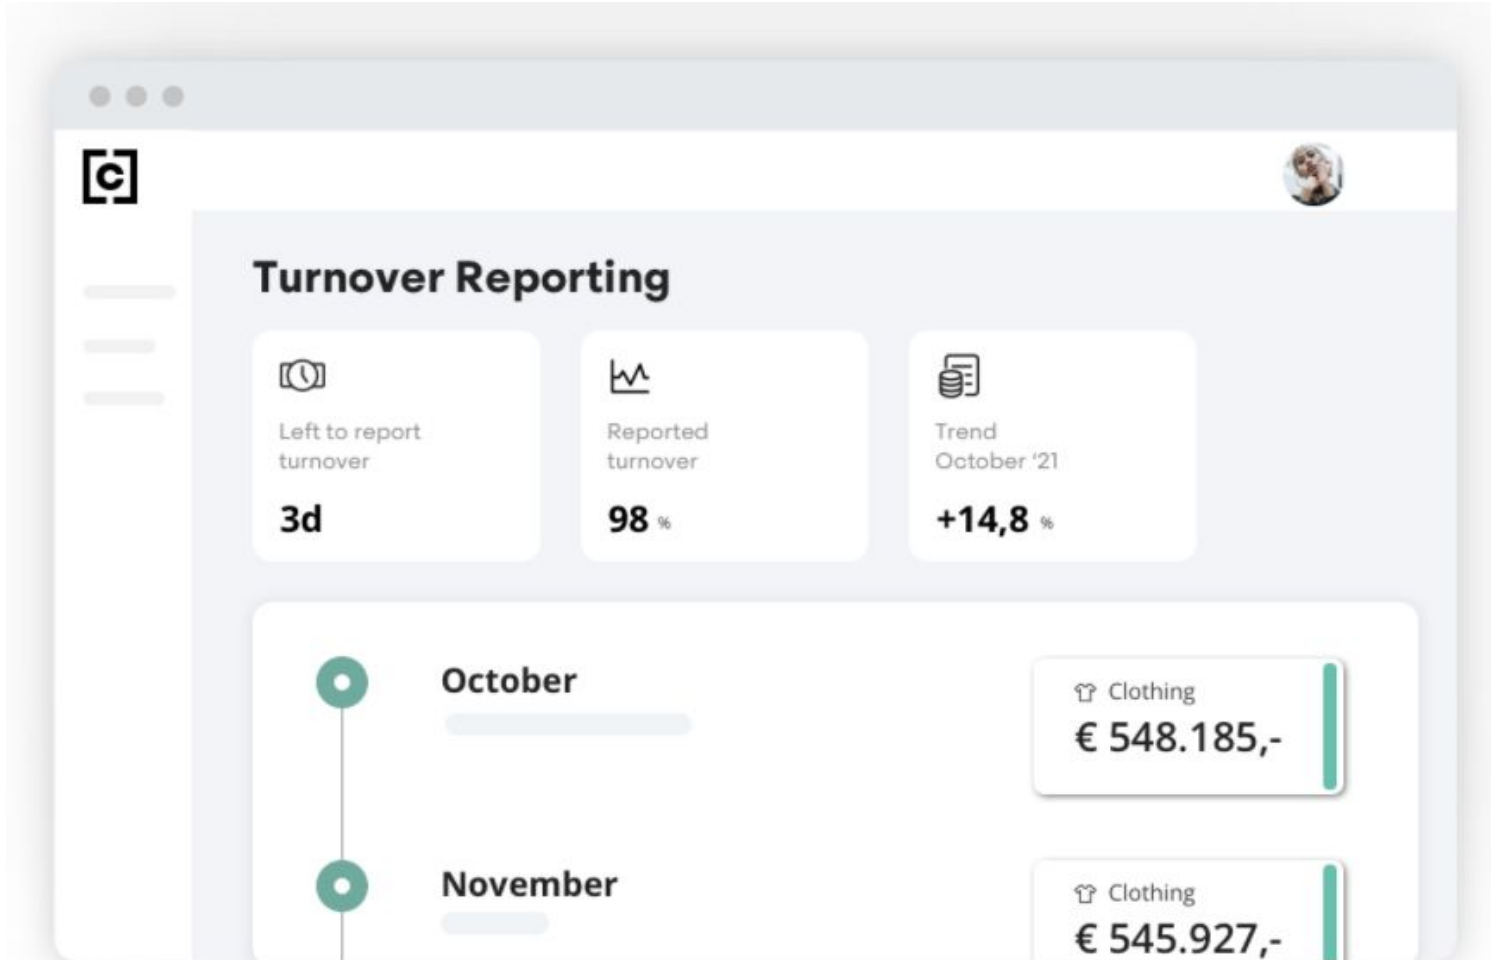 [C]
Turnover Reporting
Left to report
turnover
3d
Reported
turnover
98 %
Trend
October ‘21
+14,8 %
October
Clothing
€ 548.185,-
November
Clothing
€ 545.927,-